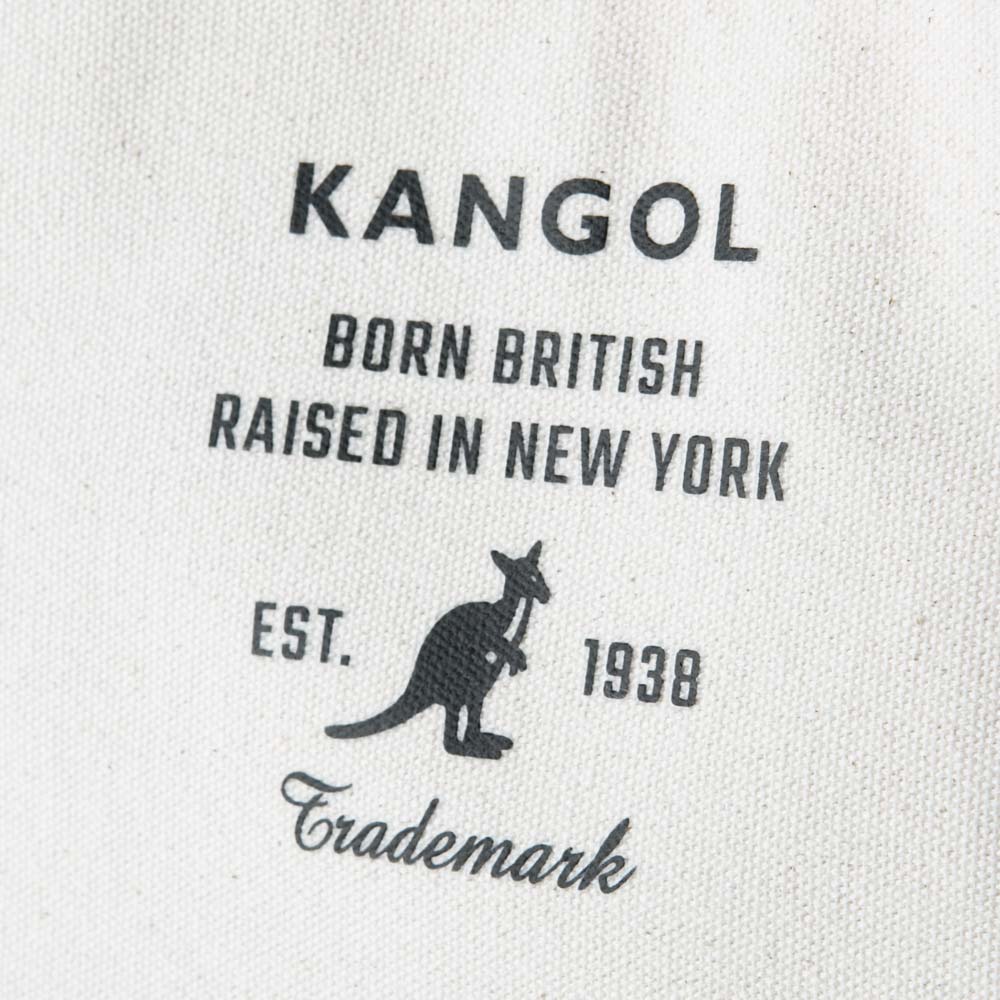 KANGOL
BORN BRITISH
RAISED IN NEW YORK
EST. 1938
Trademark